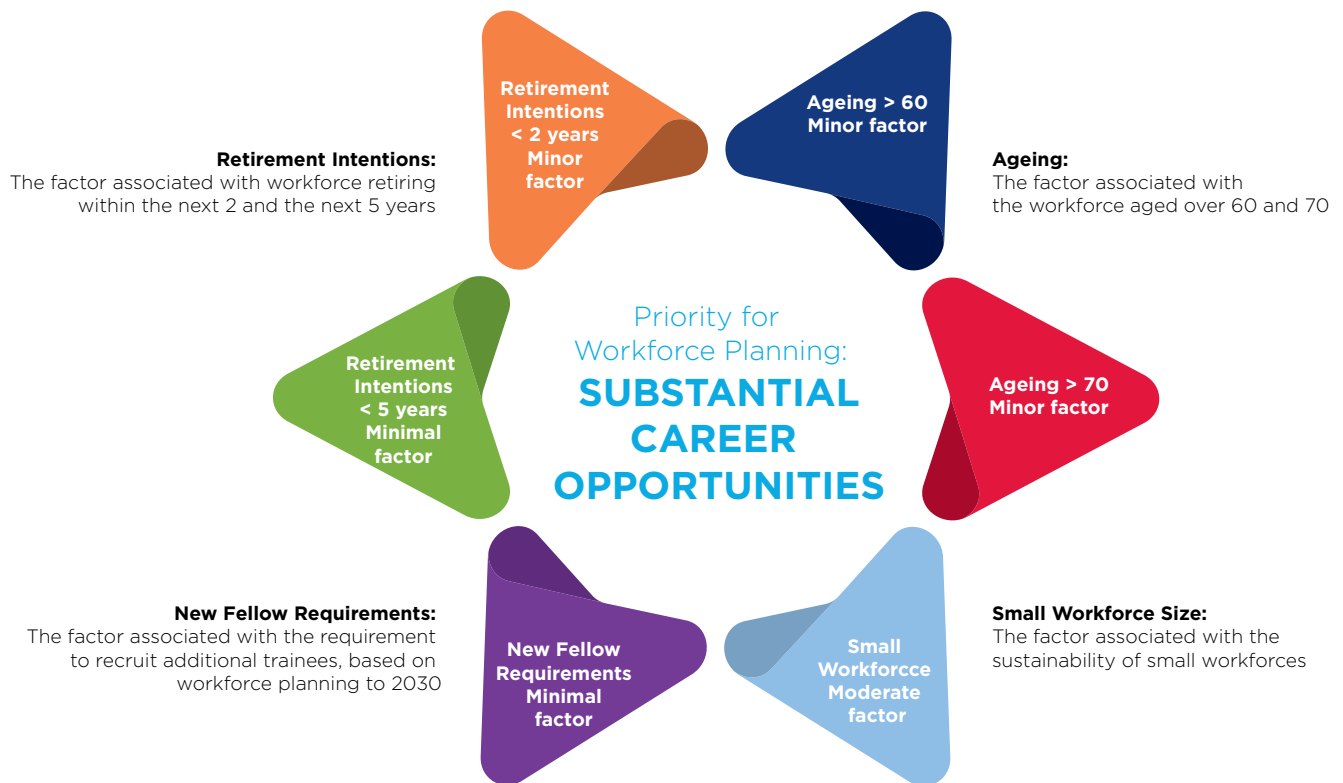 Retirement
Intentions
< 2 years
Minor
factor
Ageing > 60
Minor factor
Retirement Intentions:
The factor associated with workforce retiring
within the next 2 and the next 5 years
Ageing:
The factor associated with
the workforce aged over 60 and 70
Retirement
Intentions
< 5 years
Minimal
factor
Priority for
Workforce Planning:
SUBSTANTIAL
CAREER
OPPORTUNITIES
Ageing > 70
Minor factor
New Fellow Requirements:
The factor associated with the requirement
to recruit additional trainees, based on
workforce planning to 2030
New Fellow
Requirements
Minimal
factor
Small
Workforcce
Moderate
factor
Small Workforce Size:
The factor associated with the
sustainability of small workforces